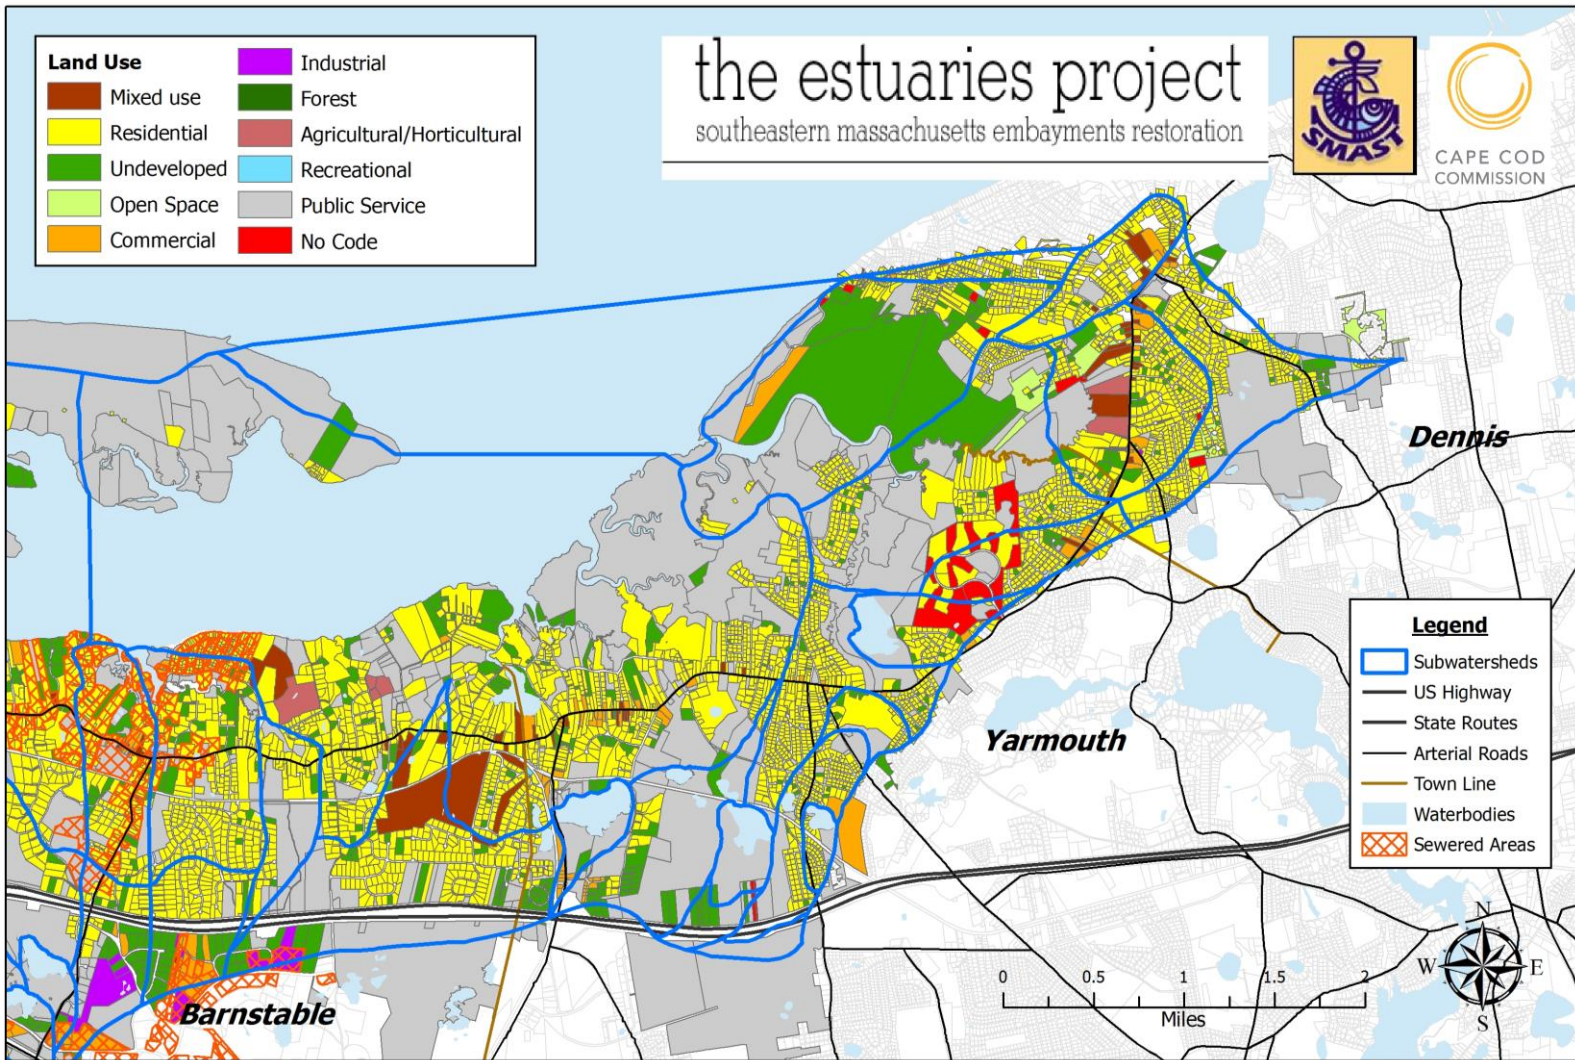 Land Use
Mixed use
Residential
Undeveloped
Open Space
Commercial
Industrial
Forest
Agricultural/Horticultural
Recreational
Public Service
No Code
the estuaries project
southeastern massachusetts embayments restoration
SMAST
CAPE COD
COMMISSION
Dennis
Yarmouth
Barnstable
Legend
Subwatersheds
US Highway
State Routes
Arterial Roads
Town Line
Waterbodies
Sewered Areas
N
W E
S
0 0.5 1 1.5 2
Miles